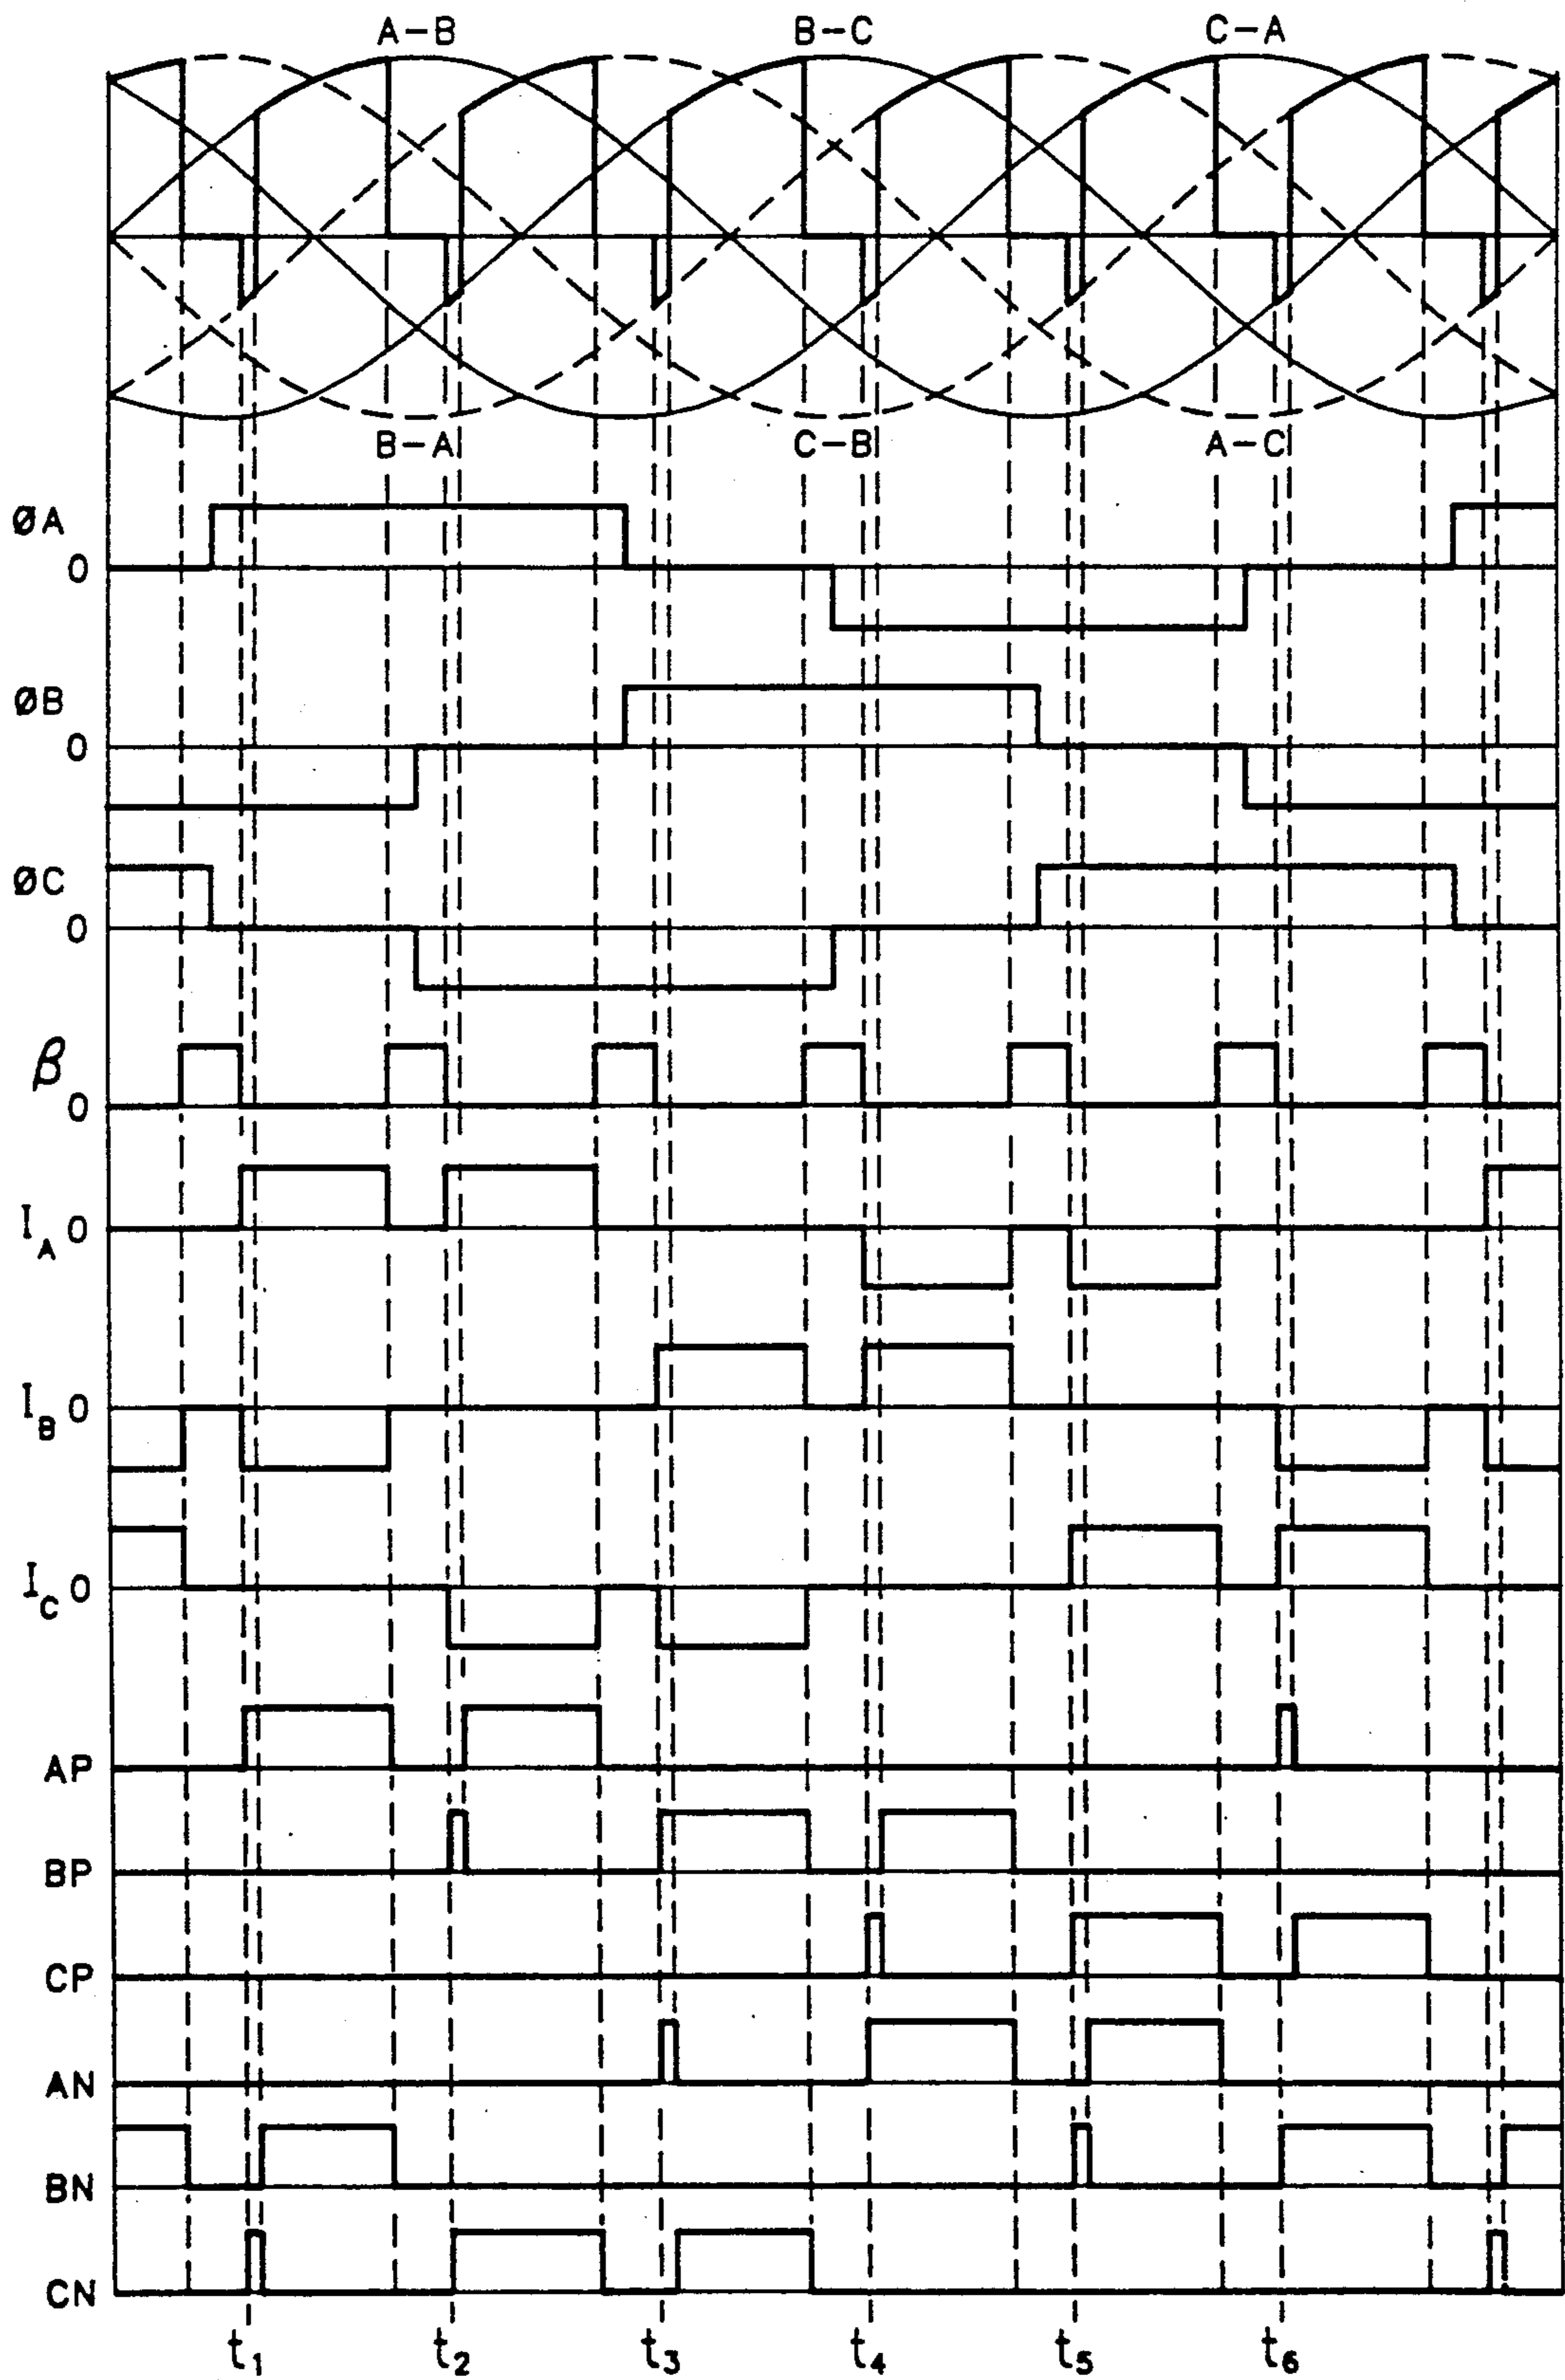 A-B B-C C-A
B-A C-B A-C
ØA
0
ØB
0
ØC
0
β
0
I_A 0
I_B 0
I_C 0
AP
BP
CP
AN
BN
CN
t₁ t₂ t₃ t₄ t₅ t₆